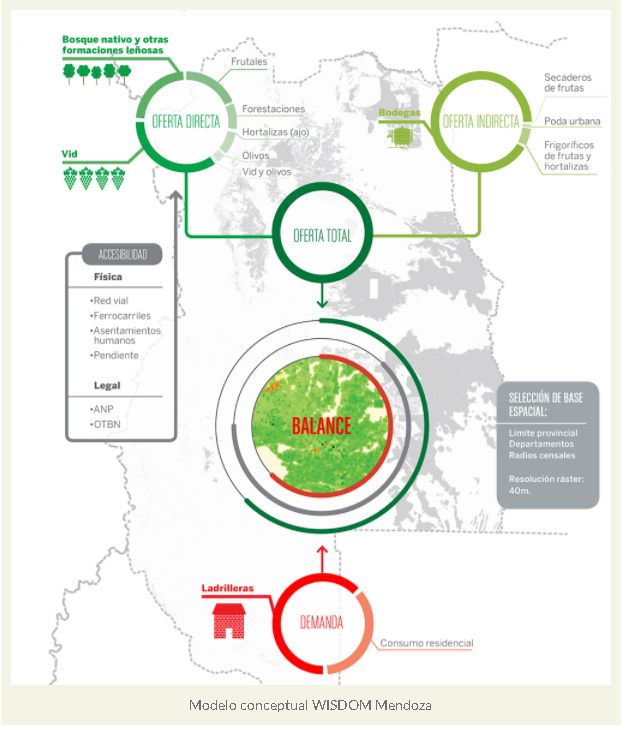 Bosque nativo y otras
formaciones leñosas
Frutales
OFERTA DIRECTA
Forestaciones
Hortalizas (ajo)
Olivos
Vid y olivos
Vid
Secaderos
de frutas
Bodegas
OFERTA INDIRECTA
Poda urbana
Frigoríficos
de frutas y
hortalizas
OFERTA TOTAL
ACCESIBILIDAD
Física
•Red vial
•Ferrocarriles
•Asentamientos
humanos
•Pendiente
Legal
•ANP
•OTBN
BALANCE
SELECCIÓN DE BASE
ESPACIAL:
Límite provincial
Departamentos
Radios censales
Resolución ráster:
40m.
Ladrilleras
DEMANDA
Consumo residencial
Modelo conceptual WISDOM Mendoza